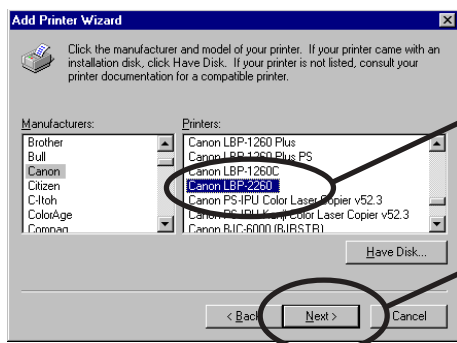 Add Printer Wizard
Click the manufacturer and model of your printer. If your printer came with an
installation disk, click Have Disk. If your printer is not listed, consult your
printer documentation for a compatible printer.
Manufacturers:
Brother
Bull
Canon
Citizen
C-Itoh
ColorAge
Compaq
Printers:
Canon LBP-1260 Plus
Canon LBP-1260 Plus PS
Canon LBP-1260C
Canon LBP-2260
Canon PS-IPU Color Laser Copier v52.3
Canon PS-IPU Kanji Color Laser Copier v52.3
Canon BJC-6000 (BJRSTR)
Have Disk...
< Back
Next >
Cancel